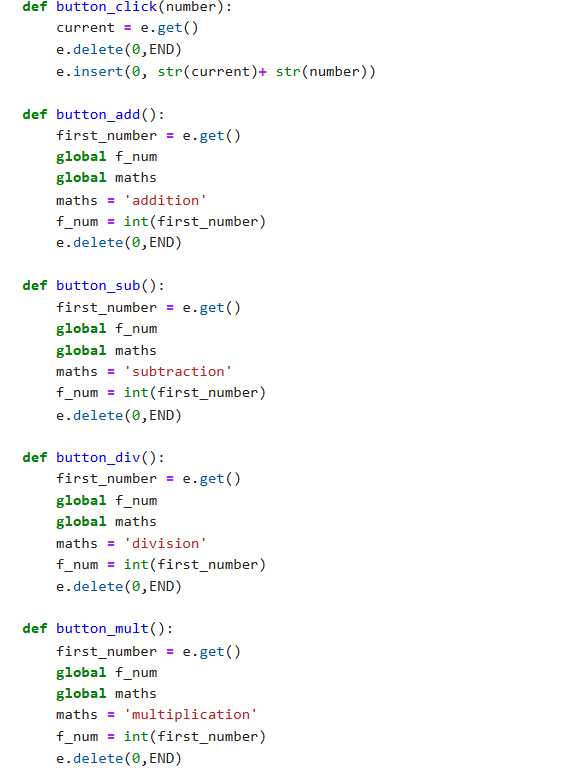 def button_click(number):
    current = e.get()
    e.delete(0,END)
    e.insert(0, str(current)+ str(number))

def button_add():
    first_number = e.get()
    global f_num
    global maths
    maths = 'addition'
    f_num = int(first_number)
    e.delete(0,END)

def button_sub():
    first_number = e.get()
    global f_num
    global maths
    maths = 'subtraction'
    f_num = int(first_number)
    e.delete(0,END)

def button_div():
    first_number = e.get()
    global f_num
    global maths
    maths = 'division'
    f_num = int(first_number)
    e.delete(0,END)

def button_mult():
    first_number = e.get()
    global f_num
    global maths
    maths = 'multiplication'
    f_num = int(first_number)
    e.delete(0,END)